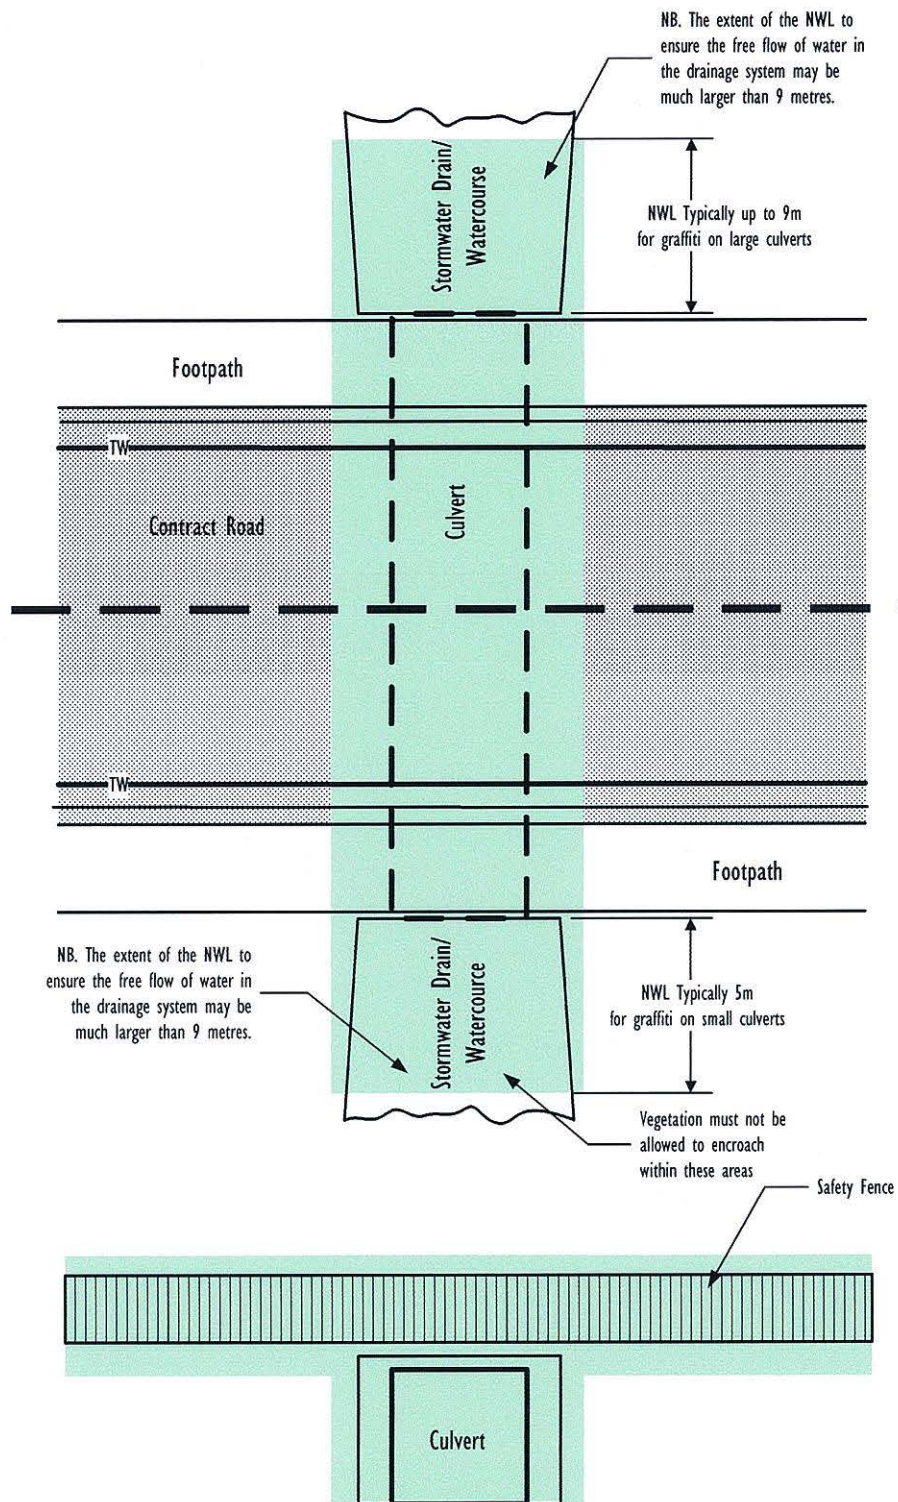 NB. The extent of the NWL to
ensure the free flow of water in
the drainage system may be
much larger than 9 metres.
Stormwater Drain/
Watercourse
NWL Typically up to 9m
for graffiti on large culverts
Footpath
TW
Contract Road
Culvert
TW
Footpath
NB. The extent of the NWL to
ensure the free flow of water in
the drainage system may be
much larger than 9 metres.
Stormwater Drain/
Watercource
NWL Typically 5m
for graffiti on small culverts
Vegetation must not be
allowed to encroach
within these areas
Safety Fence
Culvert